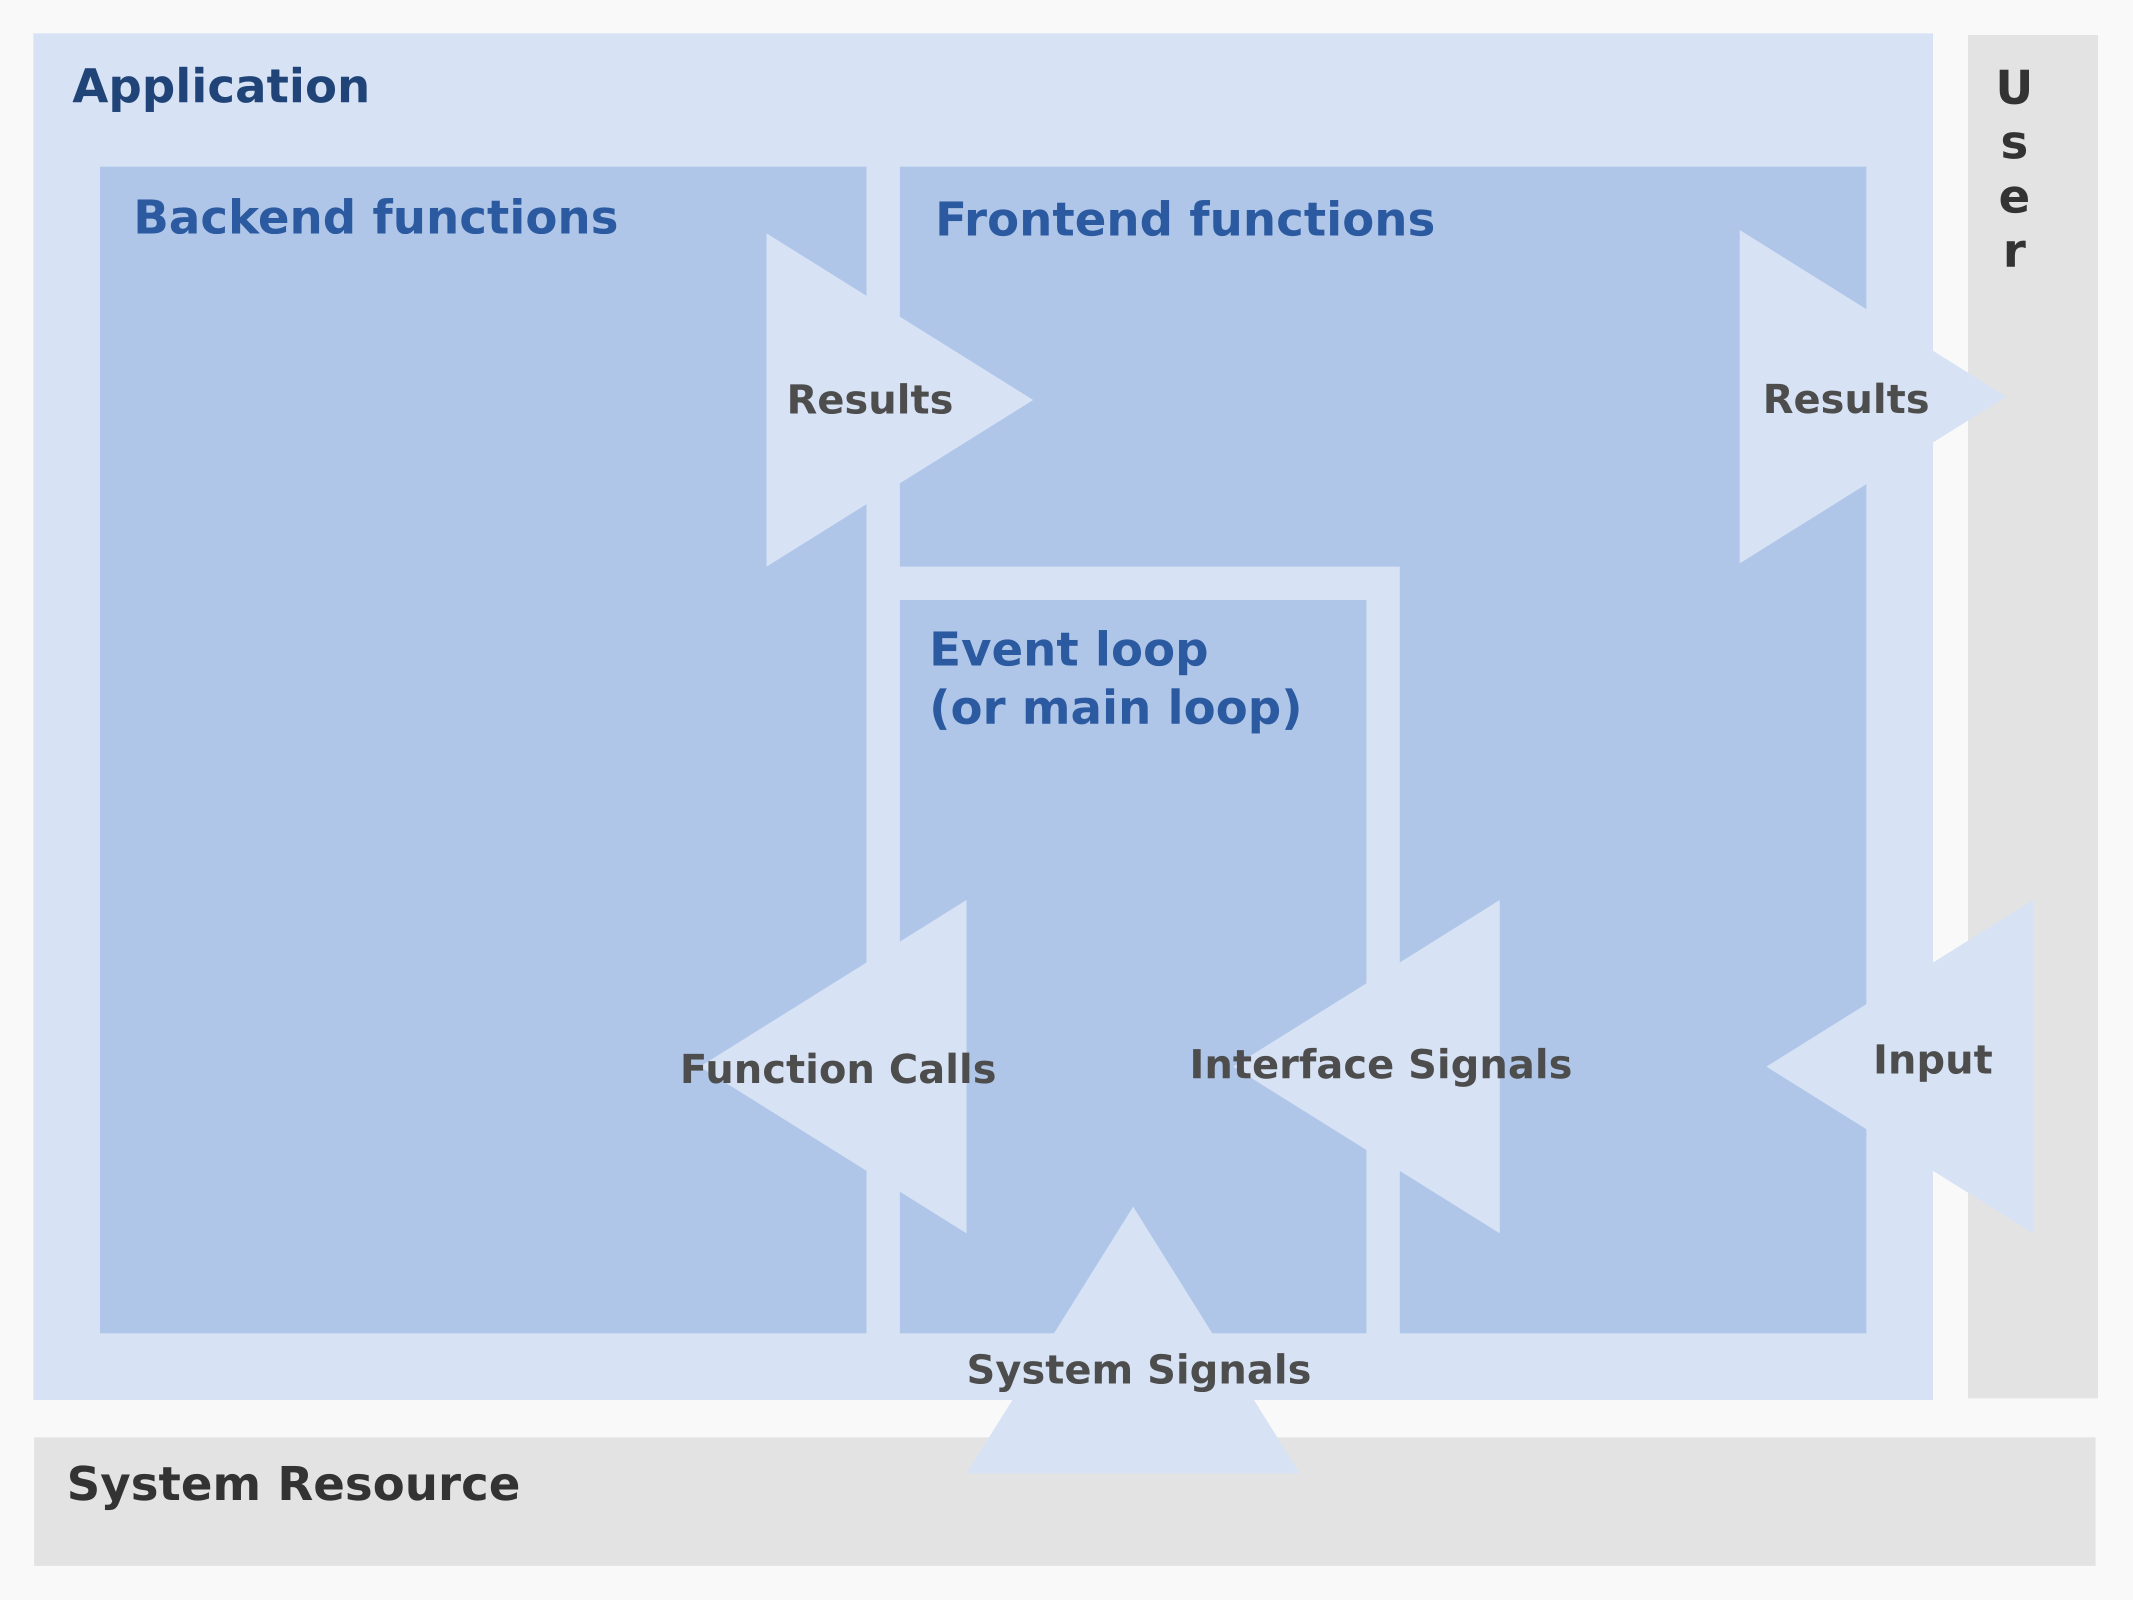 Application
User
Backend functions
Frontend functions
Results
Results
Event loop
(or main loop)
Function Calls
Interface Signals
Input
System Signals
System Resource